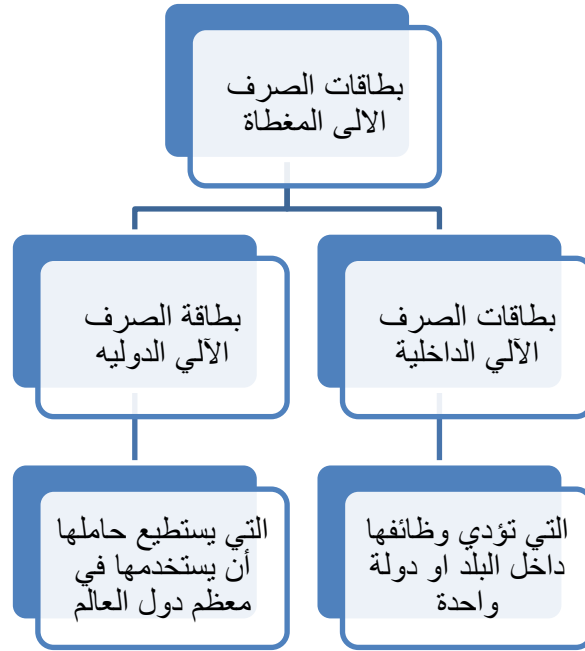 بطاقات الصرف
الالى المغطاة
بطاقات الصرف
الآلي الداخلية
بطاقة الصرف
الآلي الدوليه
التي تؤدي وظائفها
داخل البلد او دولة
واحدة
التي يستطيع حاملها
أن يستخدمها في
معظم دول العالم